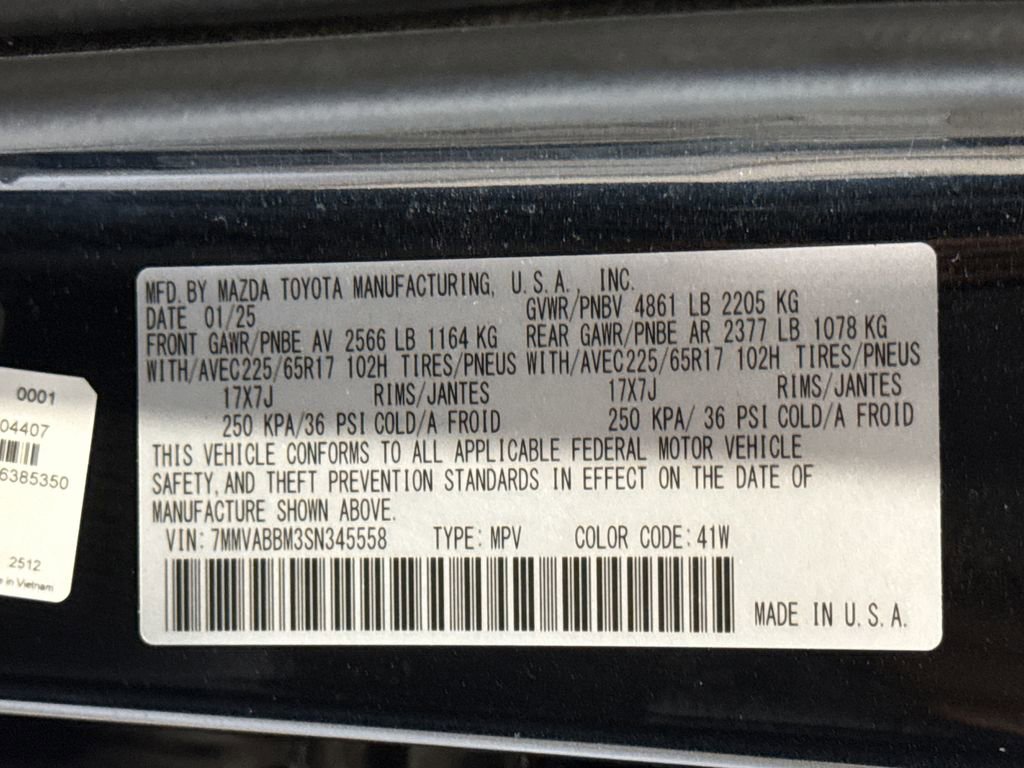 MFD. BY MAZDA TOYOTA MANUFACTURING, U.S.A., INC.
DATE 01/25 GVWR/PNBV 4861 LB 2205 KG
FRONT GAWR/PNBE AV 2566 LB 1164 KG REAR GAWR/PNBE AR 2377 LB 1078 KG
WITH/AVEC225/65R17 102H TIRES/PNEUS WITH/AVEC225/65R17 102H TIRES/PNEUS
17X7J RIMS/JANTES 17X7J RIMS/JANTES
250 KPA/36 PSI COLD/A FROID 250 KPA/ 36 PSI COLD/A FROID
THIS VEHICLE CONFORMS TO ALL APPLICABLE FEDERAL MOTOR VEHICLE
SAFETY, AND THEFT PREVENTION STANDARDS IN EFFECT ON THE DATE OF
MANUFACTURE SHOWN ABOVE.
VIN: 7MMVABBM3SN345558 TYPE: MPV COLOR CODE: 41W
MADE IN U.S.A.
0001
04407
6385350
2512
in Vietnam